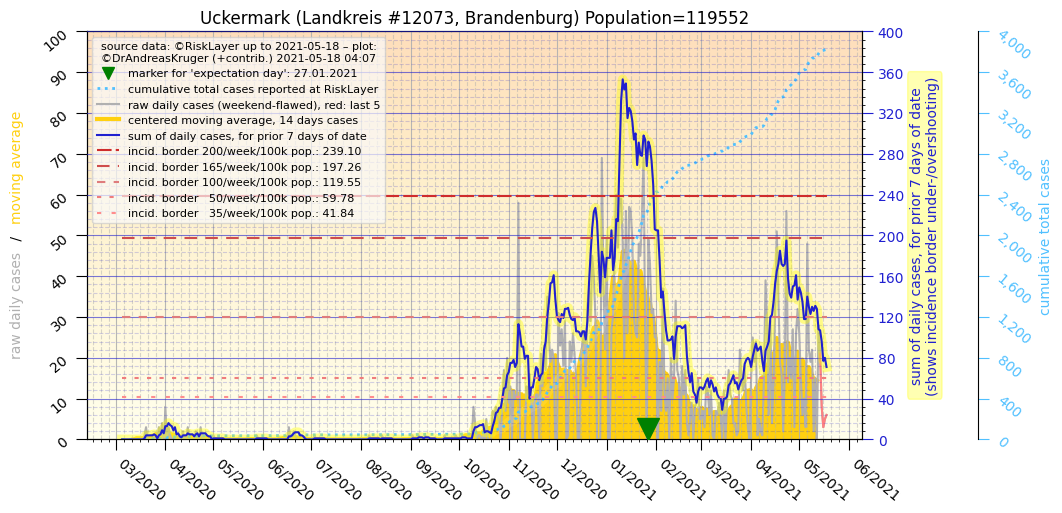 Uckermark (Landkreis #12073, Brandenburg) Population=119552
source data: ©RiskLayer up to 2021-05-18 – plot:
©DrAndreasKruger (+contrib.) 2021-05-18 04:07
marker for 'expectation day': 27.01.2021
cumulative total cases reported at RiskLayer
raw daily cases (weekend-flawed), red: last 5
centered moving average, 14 days cases
sum of daily cases, for prior 7 days of date
incid. border 200/week/100k pop.: 239.10
incid. border 165/week/100k pop.: 197.26
incid. border 100/week/100k pop.: 119.55
incid. border 50/week/100k pop.: 59.78
incid. border 35/week/100k pop.: 41.84
raw daily cases / moving average
100
90
80
70
60
50
40
30
20
10
0
03/2020
04/2020
05/2020
06/2020
07/2020
08/2020
09/2020
10/2020
11/2020
12/2020
01/2021
02/2021
03/2021
04/2021
05/2021
06/2021
400
360
320
280
240
200
160
120
80
40
0
sum of daily cases, for prior 7 days of date
(shows incidence border under-/overshooting)
4,000
3,600
3,200
2,800
2,400
2,000
1,600
1,200
800
400
0
cumulative total cases